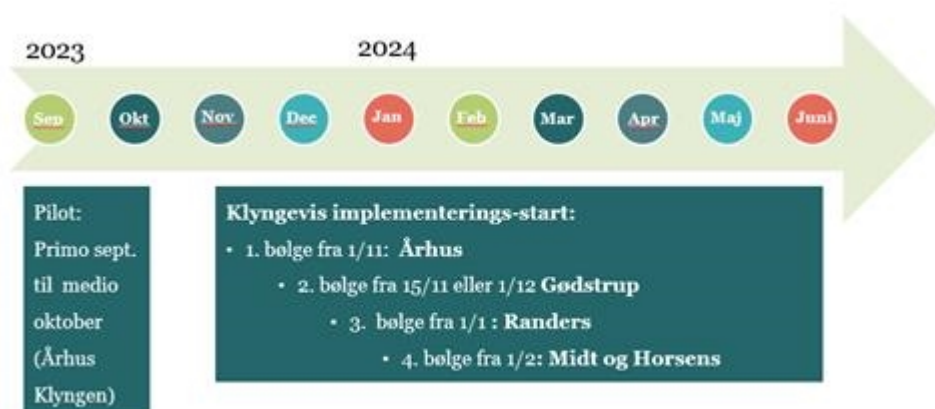 2023 2024
Sep Okt Nov Dec Jan Feb Mar Apr Maj Juni
Pilot:
Primo sept.
til medio
oktober
(Århus
Klyngen)
Klyngevis implementerings-start:
• 1. bølge fra 1/11: Århus
• 2. bølge fra 15/11 eller 1/12 Gødstrup
• 3. bølge fra 1/1 : Randers
• 4. bølge fra 1/2: Midt og Horsens